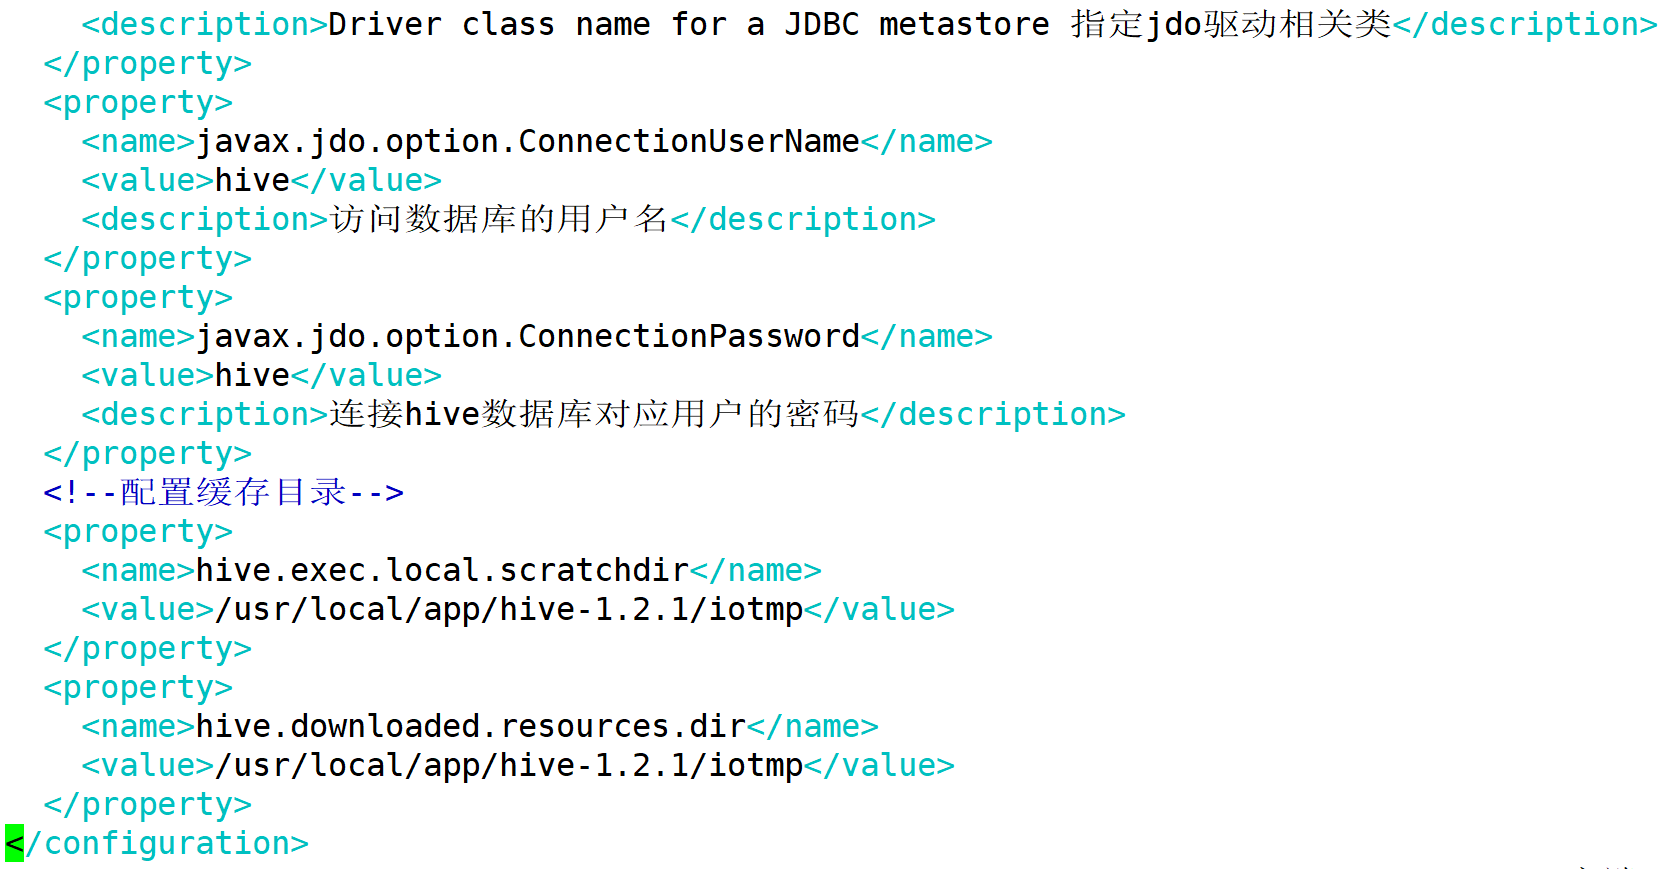 <description>Driver class name for a JDBC metastore 指定jdo驱动相关类</description>
</property>
<property>
<name>javax.jdo.option.ConnectionUserName</name>
<value>hive</value>
<description>访问数据库的用户名</description>
</property>
<property>
<name>javax.jdo.option.ConnectionPassword</name>
<value>hive</value>
<description>连接hive数据库对应用户的密码</description>
</property>
<!--配置缓存目录-->
<property>
<name>hive.exec.local.scratchdir</name>
<value>/usr/local/app/hive-1.2.1/iotmp</value>
</property>
<property>
<name>hive.downloaded.resources.dir</name>
<value>/usr/local/app/hive-1.2.1/iotmp</value>
</property>
</configuration>